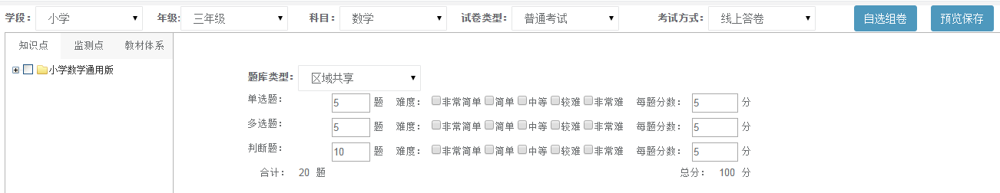 学段： 小学 年级: 三年级 科目： 数学 试卷类型： 普通考试 考试方式： 线上答卷 自选组卷 预览保存
知识点 监测点 教材体系
小学数学通用版
题库类型： 区域共享
单选题： 5 题 难度： 非常简单 简单 中等 较难 非常难 每题分数： 5 分
多选题： 5 题 难度： 非常简单 简单 中等 较难 非常难 每题分数： 5 分
判断题： 10 题 难度： 非常简单 简单 中等 较难 非常难 每题分数： 5 分
合计： 20 题 总分： 100 分